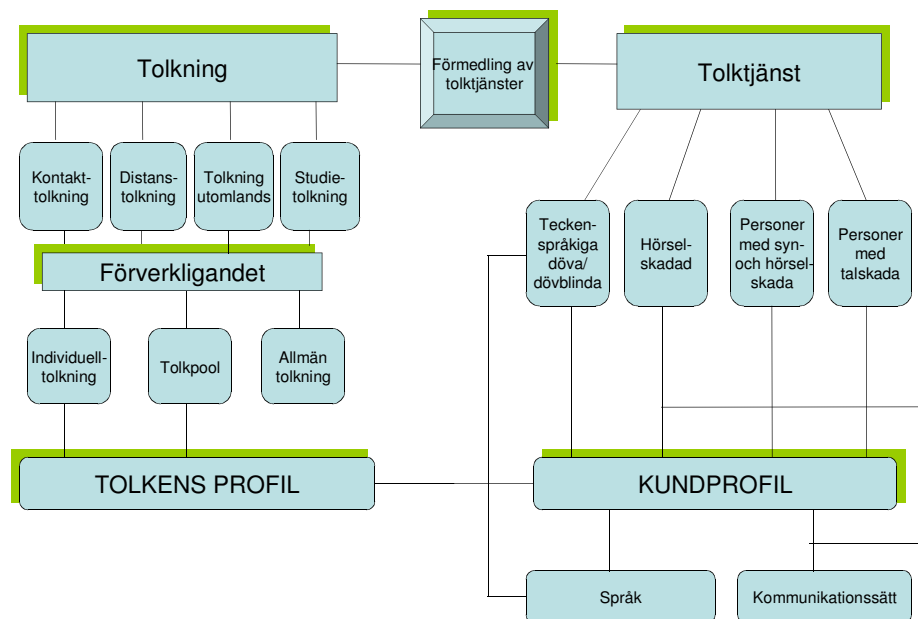 Tolkning
Förmedling av
tolktjänster
Tolktjänst
Kontakt-
tolkning
Distans-
tolkning
Tolkning
utomlands
Studie-
tolkning
Tecken-
språkiga
döva/
dövblinda
Hörsel-
skadad
Personer
med syn-
och hörsel-
skada
Personer
med
talskada
Förverkligandet
Individuell-
tolkning
Tolkpool
Allmän
tolkning
TOLKENS PROFIL
KUNDPROFIL
Språk
Kommunikationssätt